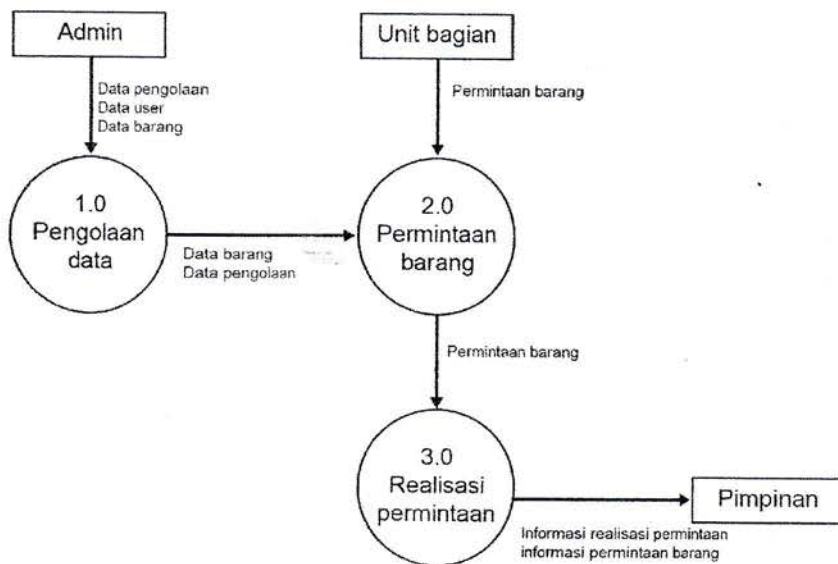 Admin
Unit bagian
Data pengolaan
Data user
Data barang
Permintaan barang
1.0
Pengolaan
data
2.0
Permintaan
barang
Data barang
Data pengolaan
Permintaan barang
3.0
Realisasi
permintaan
Pimpinan
Informasi realisasi permintaan
informasi permintaan barang